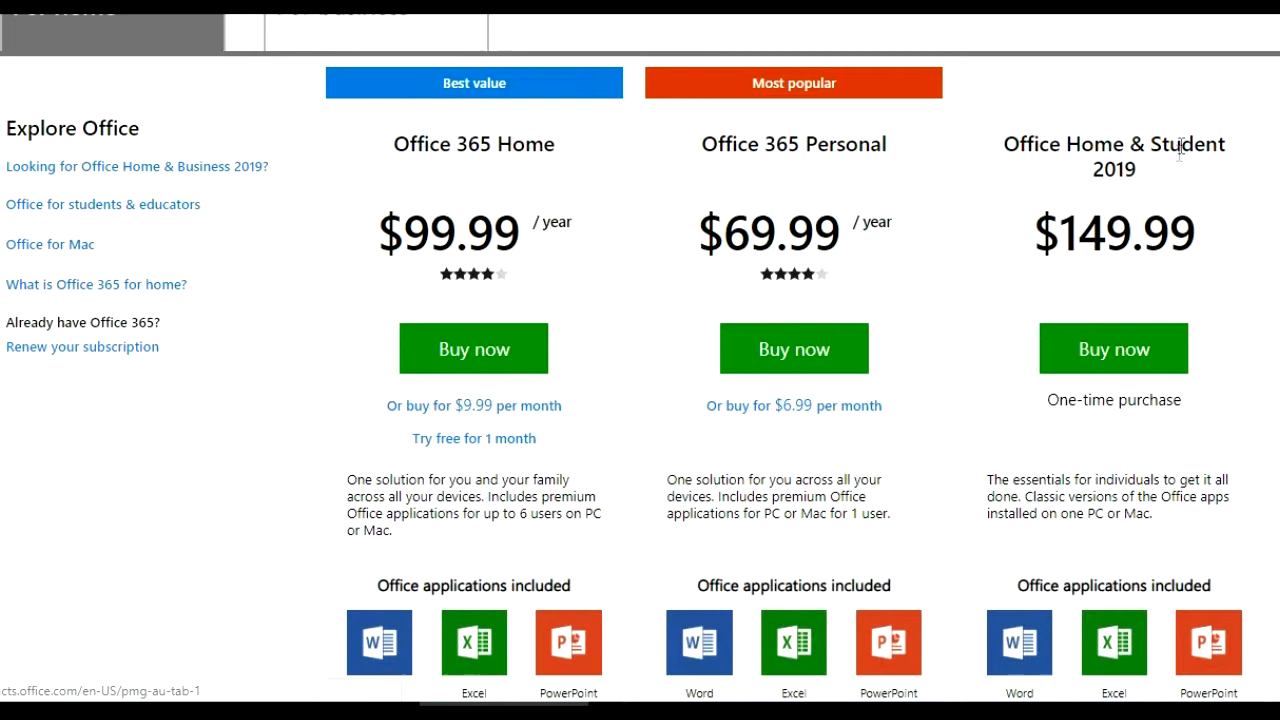 Explore Office
Looking for Office Home & Business 2019?
Office for students & educators
Office for Mac
What is Office 365 for home?
Already have Office 365?
Renew your subscription
Best value
Office 365 Home
$99.99 / year
Buy now
Or buy for $9.99 per month
Try free for 1 month
One solution for you and your family
across all your devices. Includes premium
Office applications for up to 6 users on PC
or Mac.
Office applications included
W X P
Excel PowerPoint
Most popular
Office 365 Personal
$69.99 / year
Buy now
Or buy for $6.99 per month
One solution for you across all your
devices. Includes premium Office
applications for PC or Mac for 1 user.
Office applications included
W X P
Word Excel PowerPoint
Office Home & Student
2019
$149.99
Buy now
One-time purchase
The essentials for individuals to get it all
done. Classic versions of the Office apps
installed on one PC or Mac.
Office applications included
W X P
Word Excel PowerPoint
cts.office.com/en-US/pmg-au-tab-1